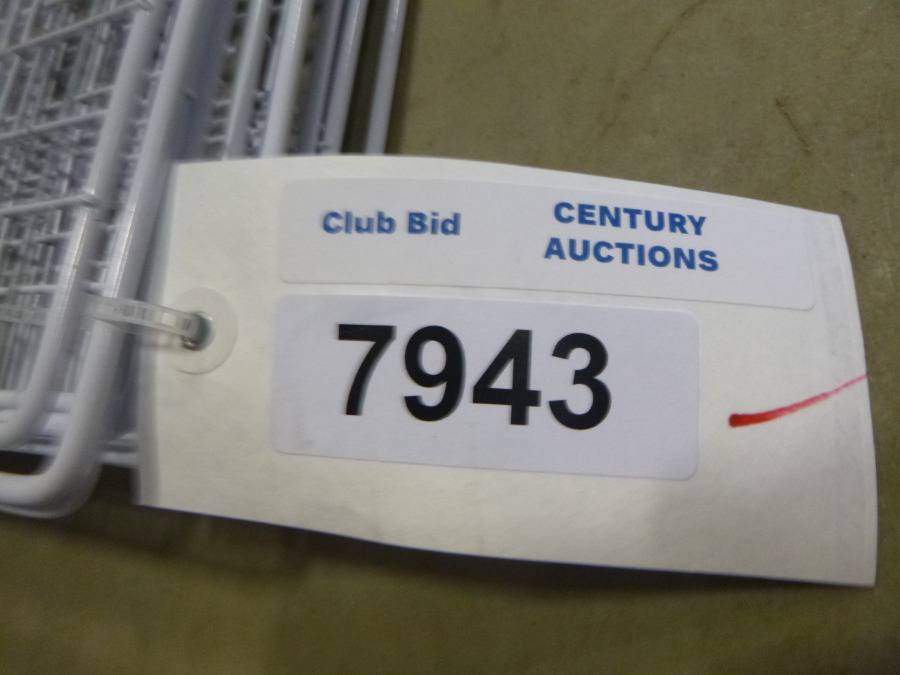 Club Bid
CENTURY
AUCTIONS
7943